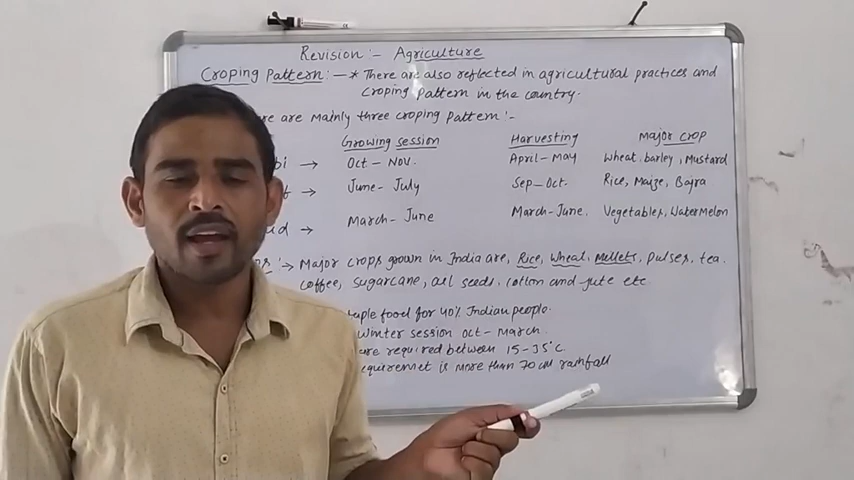 Revision :- Agriculture
Croping Pattern :- * There are also reflected in agricultural practices and
croping pattern in the country.
are mainly three croping pattern :-
Growing session Harvesting Major crop
bi → Oct - Nov. April - May Wheat, barley, Mustard
→ June - July Sep - Oct. Rice, Maize, Bajra
d → March - June March - June. Vegetables, Water Melon
:→ Major crops grown in India are, Rice, Wheat, Mellets, pulses, tea.
coffee, sugarcane, oil seeds, cotton and jute etc
food for 40% Indian people.
winter session oct - March.
are required between 15 - 35°C.
is more than 70 cm rainfall